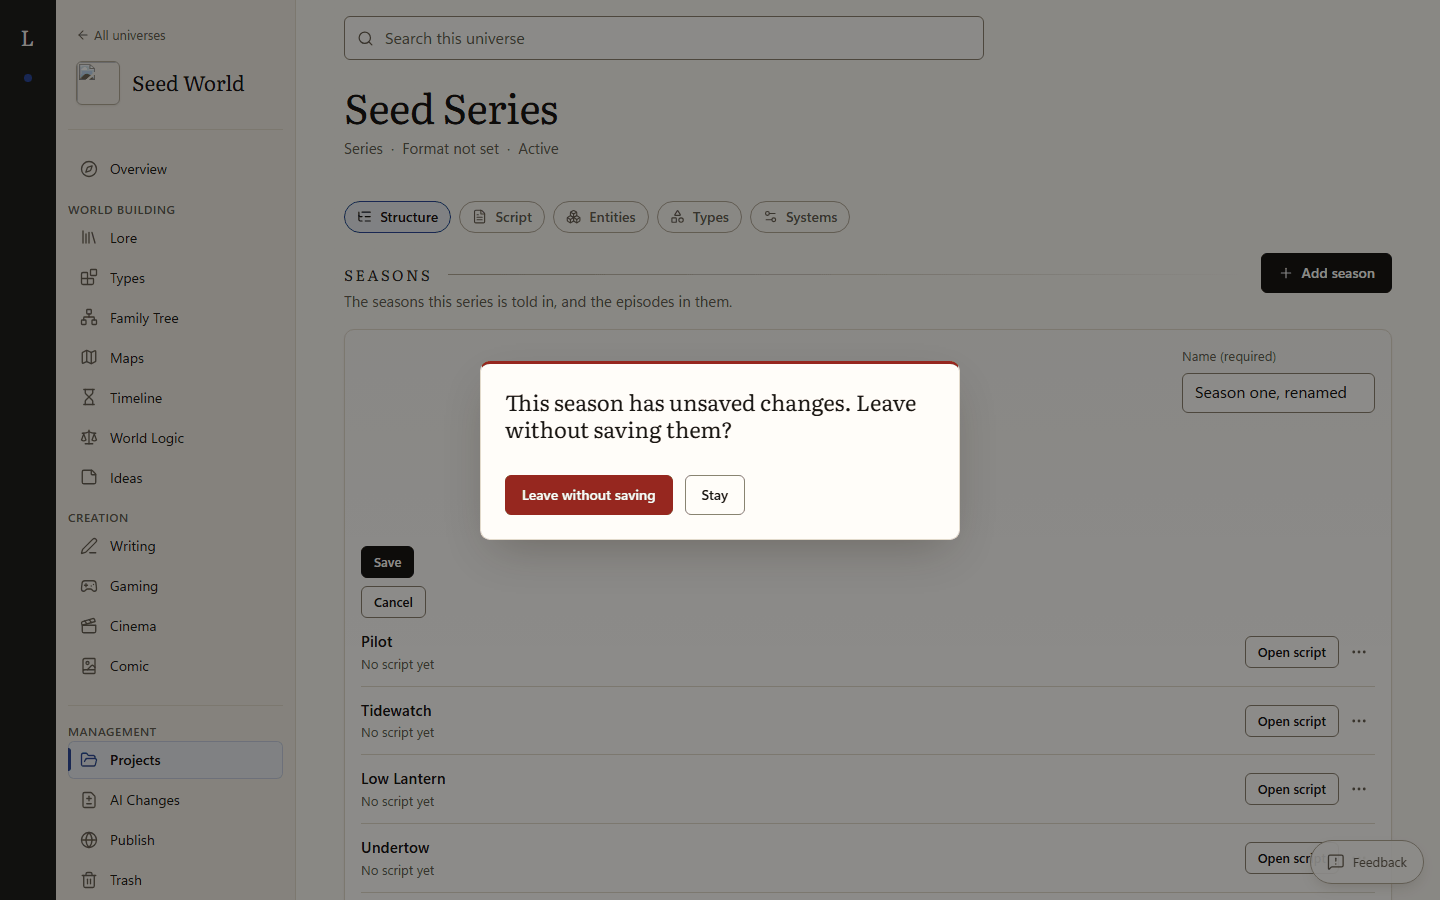 L
All universes
Seed World
Overview
WORLD BUILDING
Lore
Types
Family Tree
Maps
Timeline
World Logic
Ideas
CREATION
Writing
Gaming
Cinema
Comic
MANAGEMENT
Projects
AI Changes
Publish
Trash
Search this universe
Seed Series
Series · Format not set · Active
Structure
Script
Entities
Types
Systems
SEASONS
Add season
The seasons this series is told in, and the episodes in them.
Name (required)
Season one, renamed
This season has unsaved changes. Leave
without saving them?
Leave without saving
Stay
Save
Cancel
Pilot
No script yet
Open script
Tidewatch
No script yet
Open script
Low Lantern
No script yet
Open script
Undertow
No script yet
Open
Feedback